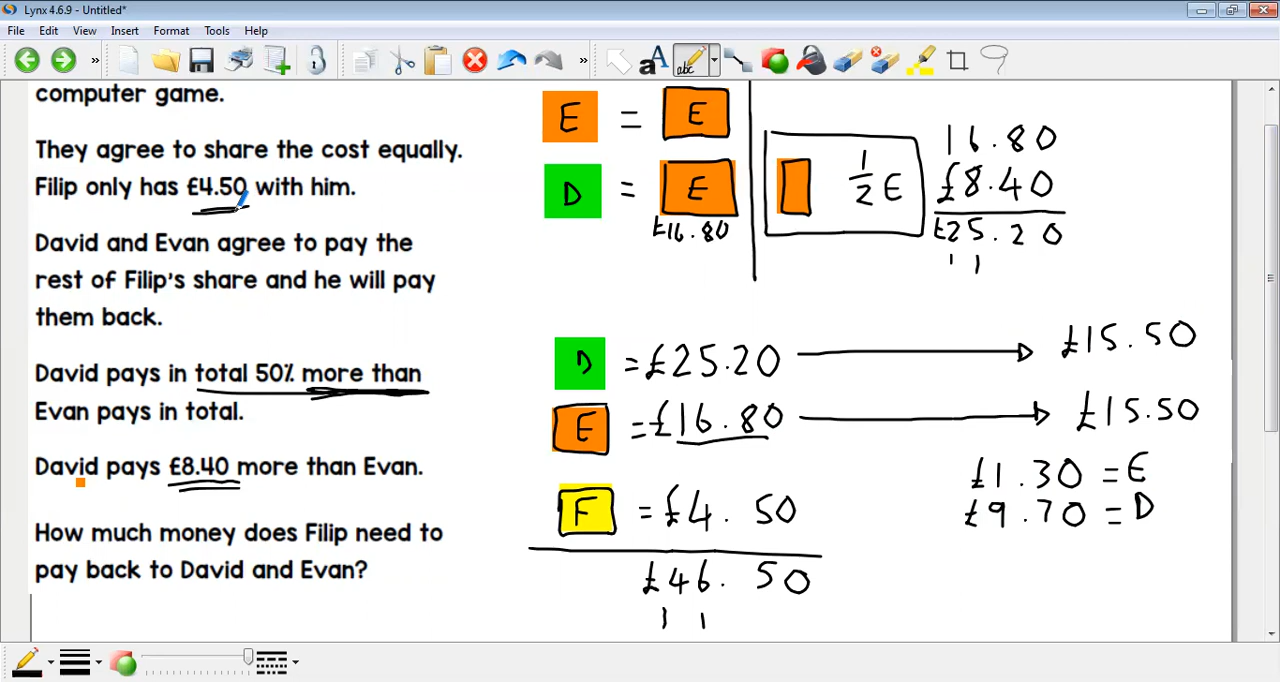 Lynx 4.6.9 - Untitled*
File Edit View Insert Format Tools Help
» » abc
computer game.
They agree to share the cost equally.
Filip only has £4.50 with him.
David and Evan agree to pay the
rest of Filip's share and he will pay
them back.
David pays in total 50% more than
Evan pays in total.
David pays £8.40 more than Evan.
How much money does Filip need to
pay back to David and Evan?
E = E
D = E
£16.80
1/2 E
16.80
£8.40
£25.20
1 1
D = £25.20 £15.50
E = £16.80 £15.50
F = £4.50
£46.50
1 1
£1.30 = E
£9.70 = D